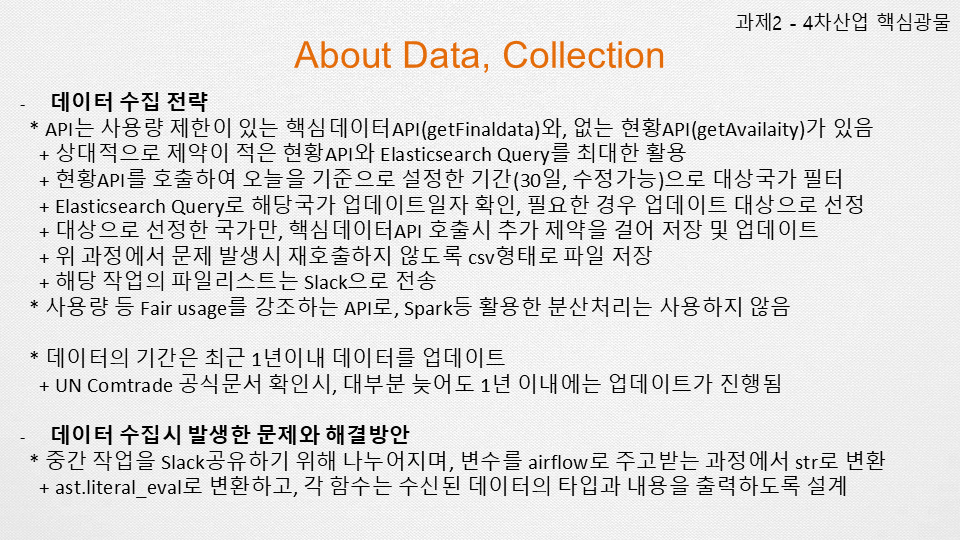 과제2 - 4차산업 핵심광물
About Data, Collection
- 데이터 수집 전략
* API는 사용량 제한이 있는 핵심데이터API(getFinaldata)와, 없는 현황API(getAvailaity)가 있음
+ 상대적으로 제약이 적은 현황API와 Elasticsearch Query를 최대한 활용
+ 현황API를 호출하여 오늘을 기준으로 설정한 기간(30일, 수정가능)으로 대상국가 필터
+ Elasticsearch Query로 해당국가 업데이트일자 확인, 필요한 경우 업데이트 대상으로 선정
+ 대상으로 선정한 국가만, 핵심데이터API 호출시 추가 제약을 걸어 저장 및 업데이트
+ 위 과정에서 문제 발생시 재호출하지 않도록 csv형태로 파일 저장
+ 해당 작업의 파일리스트는 Slack으로 전송
* 사용량 등 Fair usage를 강조하는 API로, Spark등 활용한 분산처리는 사용하지 않음
* 데이터의 기간은 최근 1년이내 데이터를 업데이트
+ UN Comtrade 공식문서 확인시, 대부분 늦어도 1년 이내에는 업데이트가 진행됨
- 데이터 수집시 발생한 문제와 해결방안
* 중간 작업을 Slack공유하기 위해 나누어지며, 변수를 airflow로 주고받는 과정에서 str로 변환
+ ast.literal_eval로 변환하고, 각 함수는 수신된 데이터의 타입과 내용을 출력하도록 설계